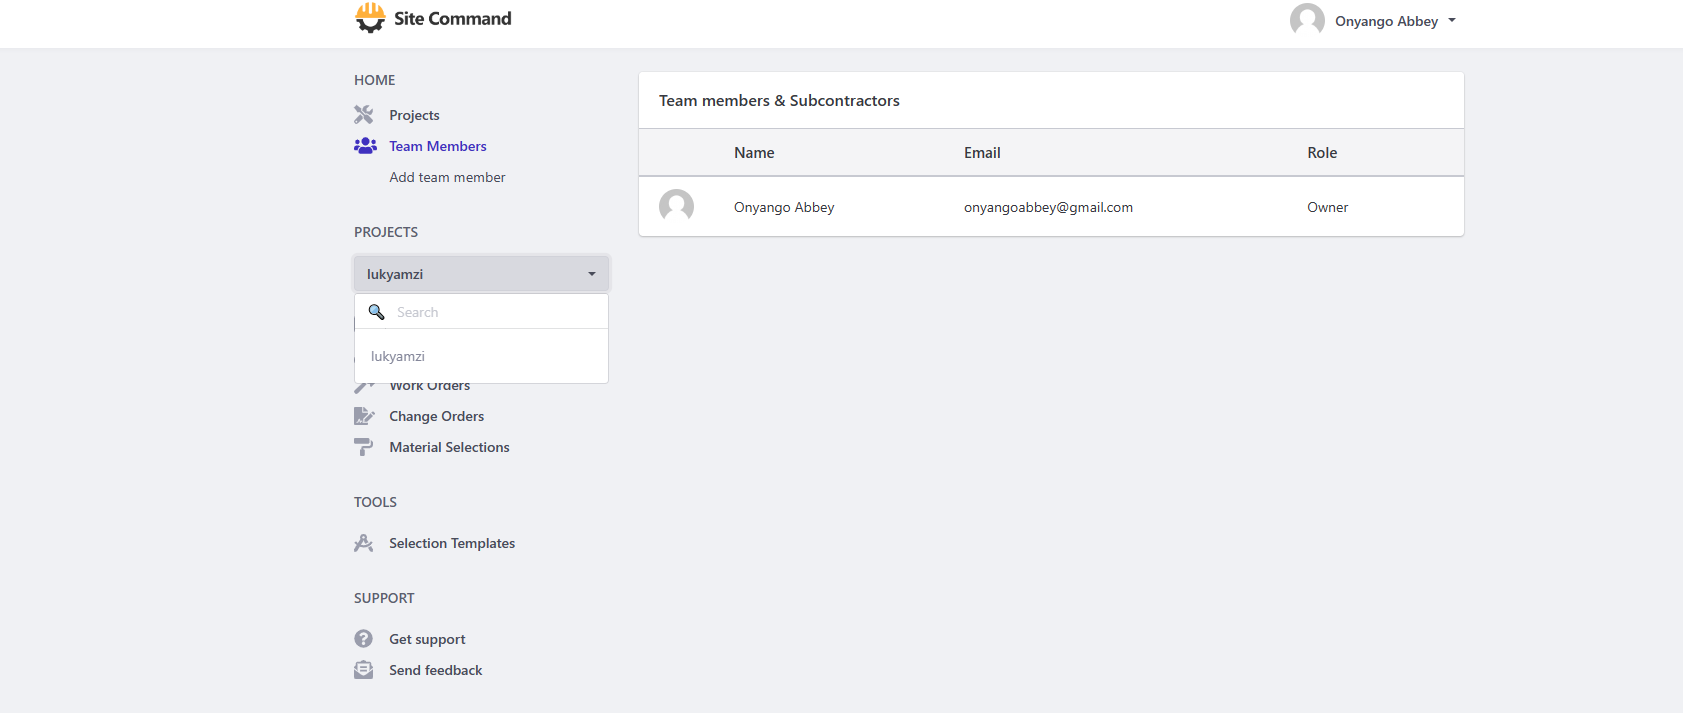 Site Command
Onyango Abbey
HOME
Projects
Team Members
Add team member
PROJECTS
lukyamzi
Search
lukyamzi
Work Orders
Change Orders
Material Selections
TOOLS
Selection Templates
SUPPORT
Get support
Send feedback
Team members & Subcontractors
Name Email Role
Onyango Abbey onyangoabbey@gmail.com Owner